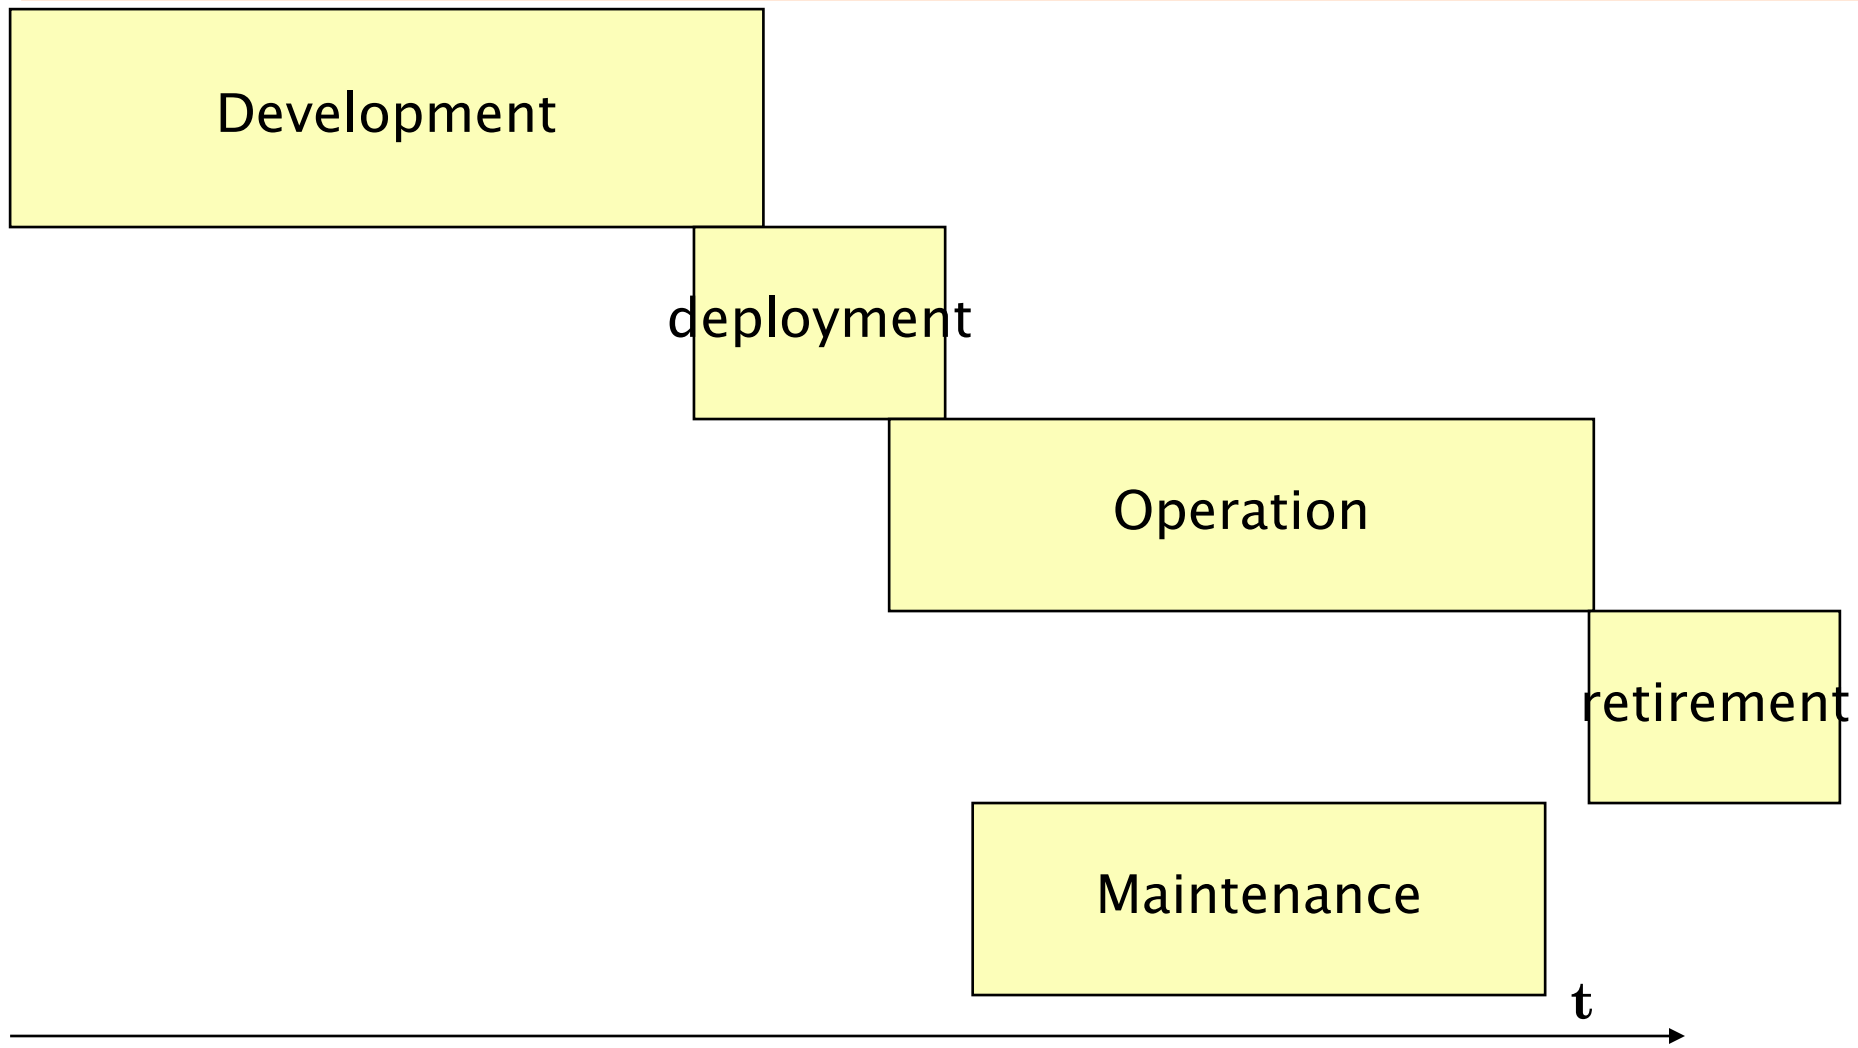 Development
deployment
Operation
retirement
Maintenance
t